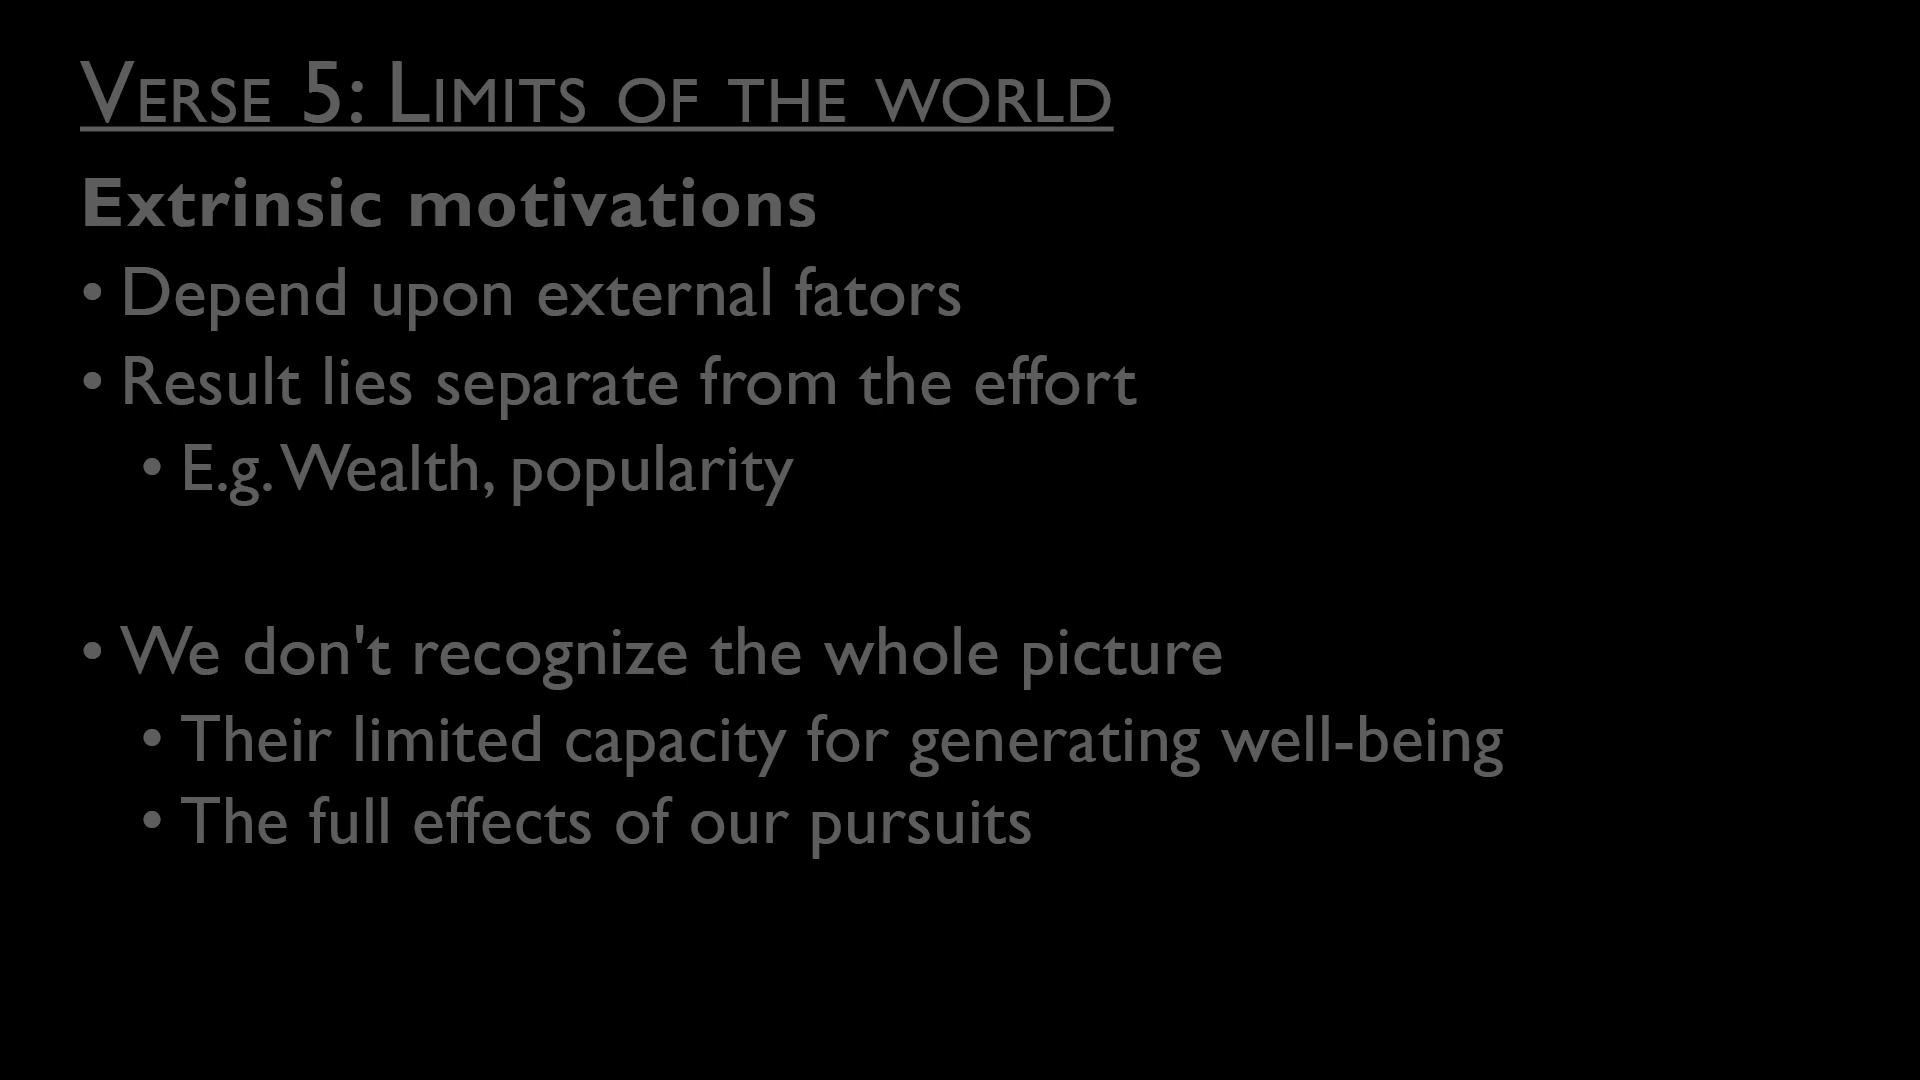 Verse 5: Limits of the world
Extrinsic motivations
• Depend upon external fators
• Result lies separate from the effort
• E.g. Wealth, popularity
• We don't recognize the whole picture
• Their limited capacity for generating well-being
• The full effects of our pursuits